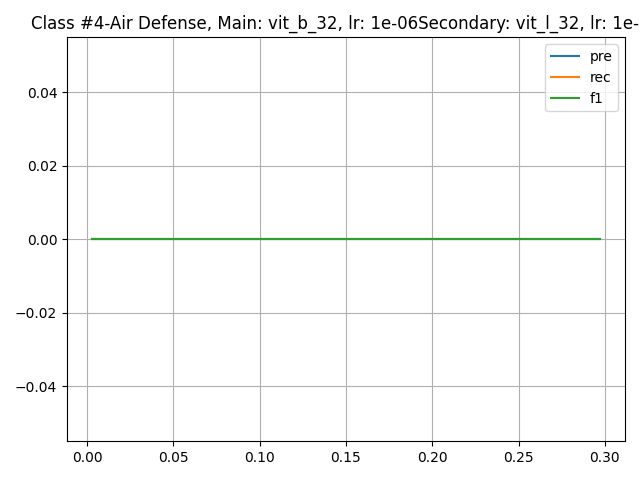 Class #4-Air Defense, Main: vit_b_32, lr: 1e-06Secondary: vit_l_32, lr: 1e-
pre
rec
f1
0.04
0.02
0.00
−0.02
−0.04
0.00 0.05 0.10 0.15 0.20 0.25 0.30